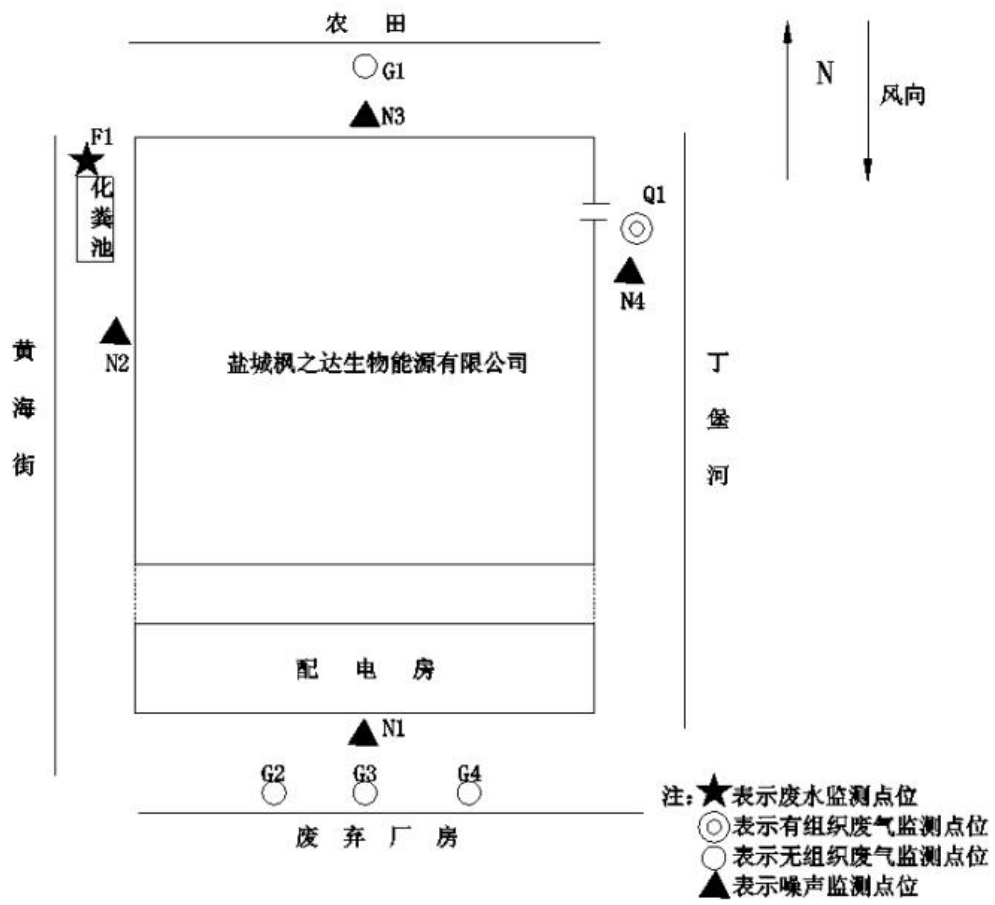 农 田
G1
N
风向
N3
F1
化粪池
Q1
N4
N2
黄海街
盐城枫之达生物能源有限公司
丁堡河
配 电 房
N1
G2 G3 G4
废 弃 厂 房
注：★表示废水监测点位
◎表示有组织废气监测点位
○表示无组织废气监测点位
▲表示噪声监测点位